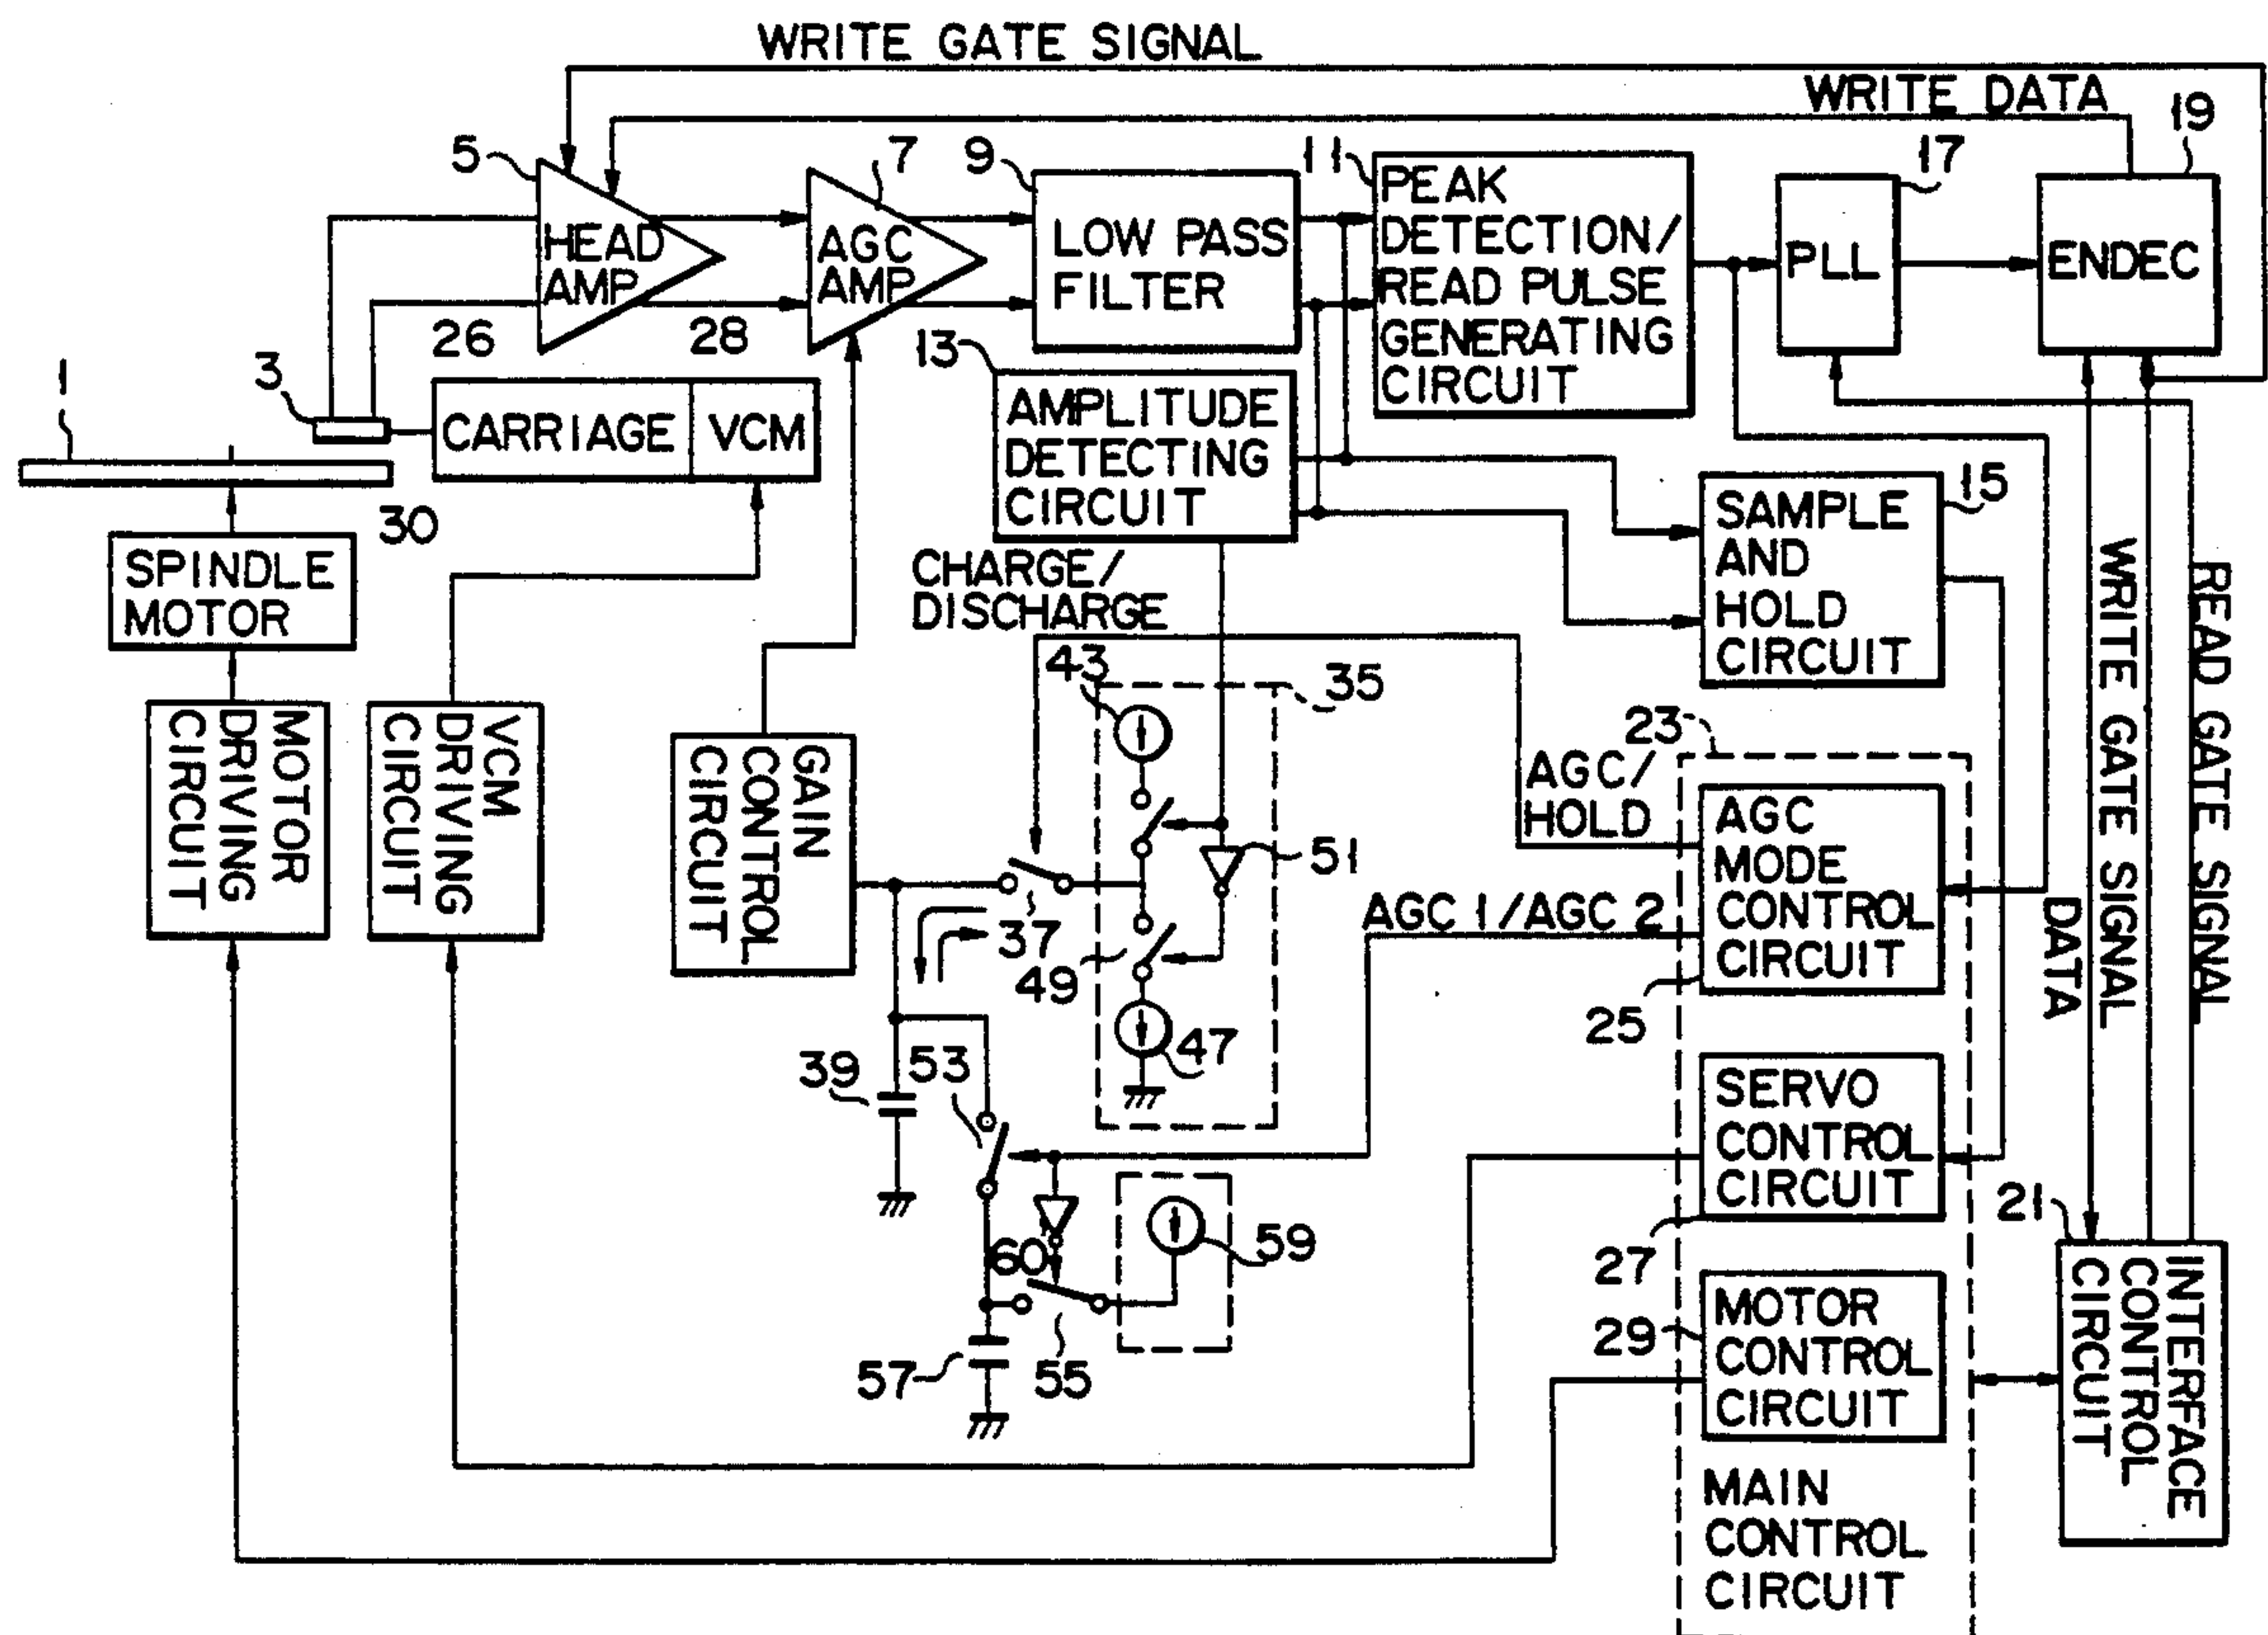 WRITE GATE SIGNAL
WRITE DATA
19
5
7
9
11
17
HEAD
AMP
AGC
AMP
LOW PASS
FILTER
PEAK
DETECTION/
READ PULSE
GENERATING
CIRCUIT
PLL
ENDEC
26
28
13
1
3
CARRIAGE
VCM
AMPLITUDE
DETECTING
CIRCUIT
30
15
SAMPLE
AND
HOLD
CIRCUIT
SPINDLE
MOTOR
CHARGE/
DISCHARGE
WRITE GATE SIGNAL
READ GATE SIGNAL
DATA
43
35
23
MOTOR
DRIVING
CIRCUIT
VCM
DRIVING
CIRCUIT
GAIN
CONTROL
CIRCUIT
AGC/
HOLD
AGC
MODE
CONTROL
CIRCUIT
51
37
AGC 1/AGC 2
49
25
47
39
53
SERVO
CONTROL
CIRCUIT
21
60
59
27
MOTOR
CONTROL
CIRCUIT
29
INTERFACE
CONTROL
CIRCUIT
57
55
MAIN
CONTROL
CIRCUIT